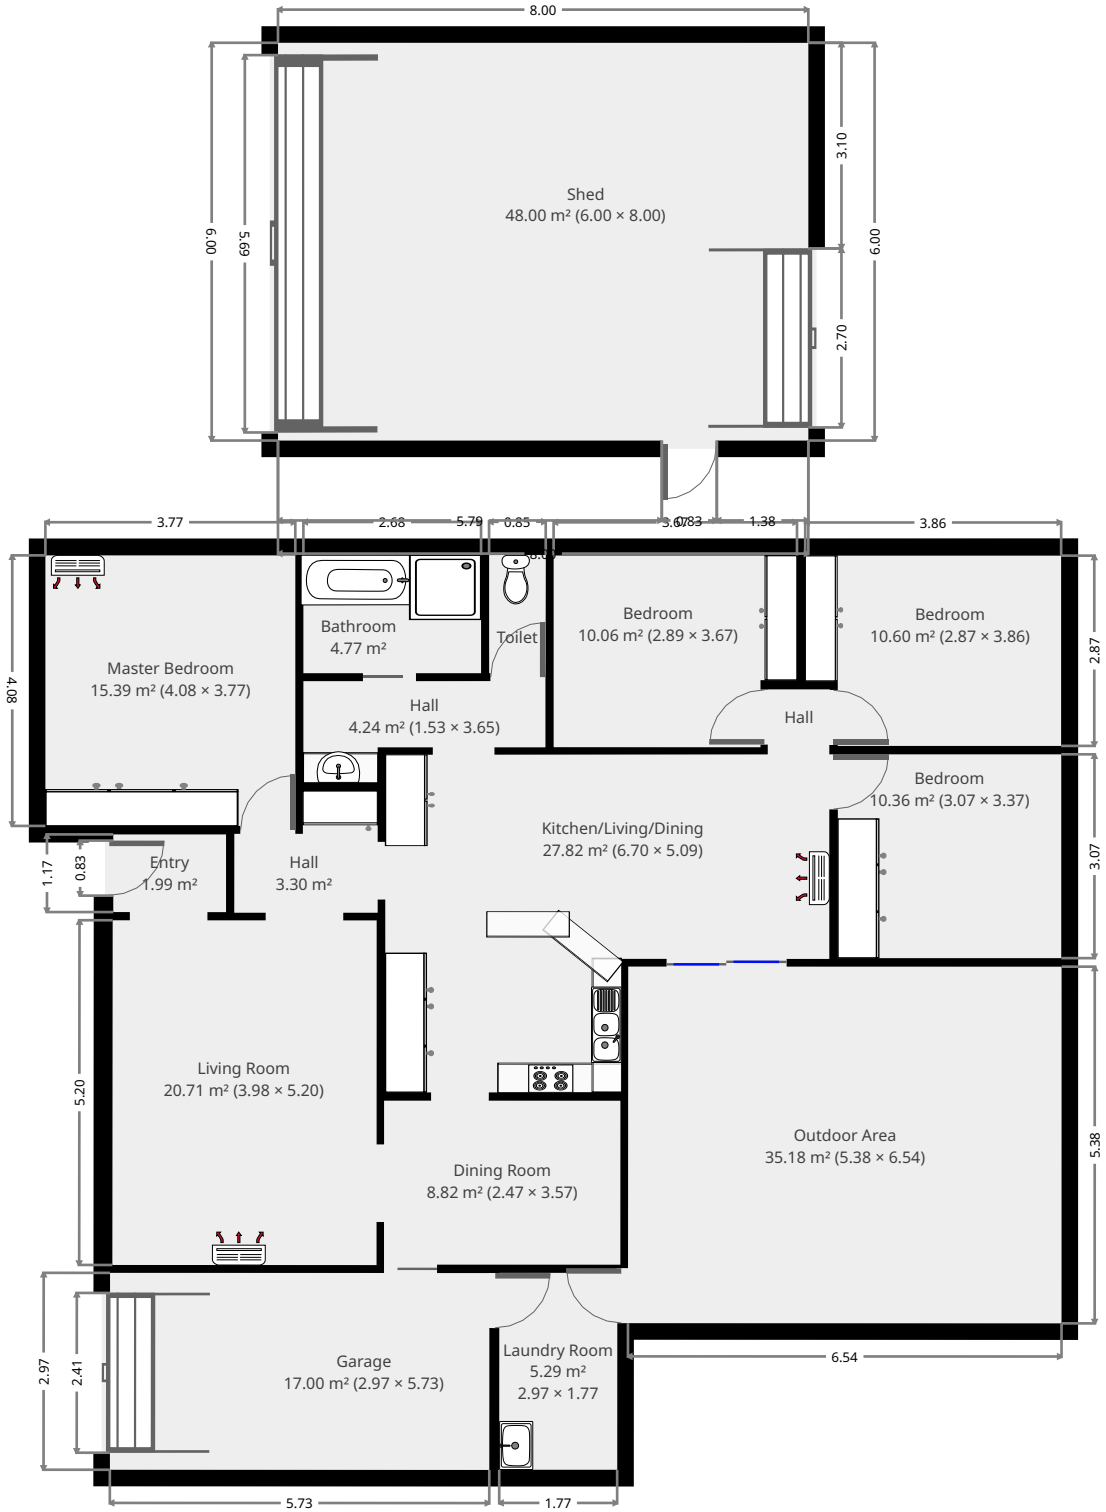 8.00
3.10
Shed
48.00 m² (6.00 × 8.00)
6.00
5.69
6.00
2.70
3.77
2.68
5.79
0.85
3.67
0.83
1.38
3.86
8.00
Bathroom
4.77 m²
Toilet
Bedroom
10.06 m² (2.89 × 3.67)
Bedroom
10.60 m² (2.87 × 3.86)
2.87
Master Bedroom
15.39 m² (4.08 × 3.77)
4.08
Hall
4.24 m² (1.53 × 3.65)
Hall
Bedroom
10.36 m² (3.07 × 3.37)
Kitchen/Living/Dining
27.82 m² (6.70 × 5.09)
3.07
1.17
0.83
Entry
1.99 m²
Hall
3.30 m²
Living Room
20.71 m² (3.98 × 5.20)
5.20
Outdoor Area
35.18 m² (5.38 × 6.54)
5.38
Dining Room
8.82 m² (2.47 × 3.57)
Laundry Room
5.29 m²
2.97 × 1.77
Garage
17.00 m² (2.97 × 5.73)
2.97
2.41
6.54
5.73
1.77